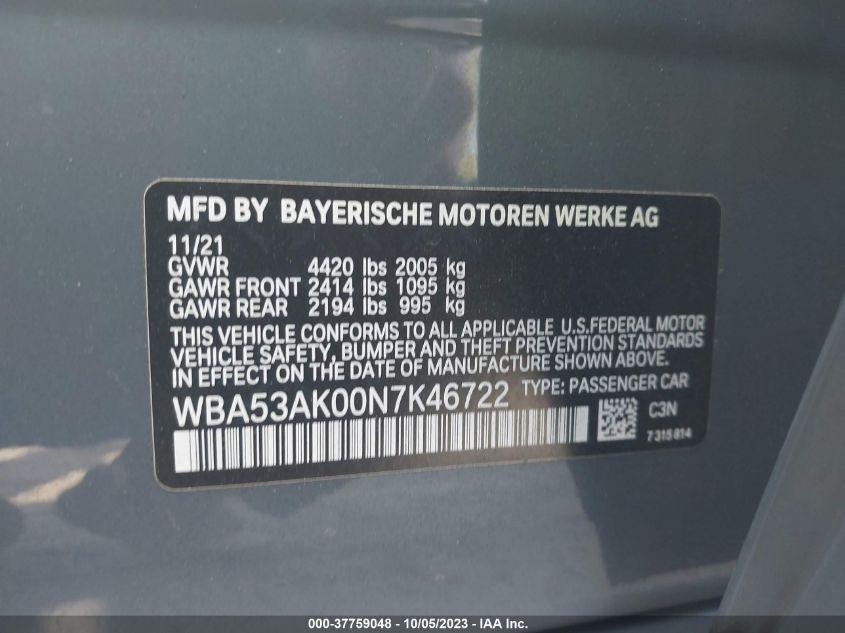 MFD BY BAYERISCHE MOTOREN WERKE AG
11/21
GVWR 4420 lbs 2005 kg
GAWR FRONT 2414 lbs 1095 kg
GAWR REAR 2194 lbs 995 kg
THIS VEHICLE CONFORMS TO ALL APPLICABLE U.S.FEDERAL MOTOR
VEHICLE SAFETY, BUMPER AND THEFT PREVENTION STANDARDS
IN EFFECT ON THE DATE OF MANUFACTURE SHOWN ABOVE.
WBA53AK00N7K46722 TYPE: PASSENGER CAR
C3N
7315814
000-37759048 - 10/05/2023 - IAA Inc.